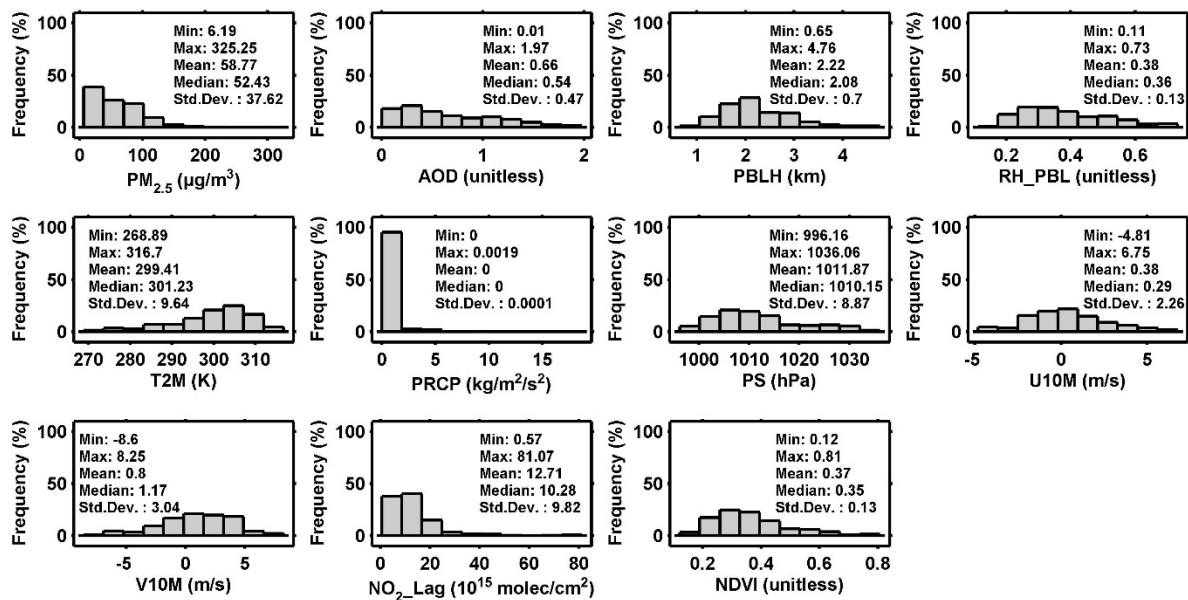 Frequency (%)
100
50
0
Min: 6.19
Max: 325.25
Mean: 58.77
Median: 52.43
Std.Dev. : 37.62
0 100 200 300
PM2.5 (µg/m³)
Frequency (%)
100
50
0
Min: 0.01
Max: 1.97
Mean: 0.66
Median: 0.54
Std.Dev. : 0.47
0 1 2
AOD (unitless)
Frequency (%)
100
50
0
Min: 0.65
Max: 4.76
Mean: 2.22
Median: 2.08
Std.Dev. : 0.7
1 2 3 4
PBLH (km)
Frequency (%)
100
50
0
Min: 0.11
Max: 0.73
Mean: 0.38
Median: 0.36
Std.Dev. : 0.13
0.2 0.4 0.6
RH_PBL (unitless)
Frequency (%)
100
50
0
Min: 268.89
Max: 316.7
Mean: 299.41
Median: 301.23
Std.Dev. : 9.64
270 280 290 300 310
T2M (K)
Frequency (%)
100
50
0
Min: 0
Max: 0.0019
Mean: 0
Median: 0
Std.Dev. : 0.0001
0 5 10 15
PRCP (kg/m²/s²)
Frequency (%)
100
50
0
Min: 996.16
Max: 1036.06
Mean: 1011.87
Median: 1010.15
Std.Dev. : 8.87
1000 1010 1020 1030
PS (hPa)
Frequency (%)
100
50
0
Min: -4.81
Max: 6.75
Mean: 0.38
Median: 0.29
Std.Dev. : 2.26
-5 0 5
U10M (m/s)
Frequency (%)
100
50
0
Min: -8.6
Max: 8.25
Mean: 0.8
Median: 1.17
Std.Dev. : 3.04
-5 0 5
V10M (m/s)
Frequency (%)
100
50
0
Min: 0.57
Max: 81.07
Mean: 12.71
Median: 10.28
Std.Dev. : 9.82
0 20 40 60 80
NO2_Lag (10¹⁵ molec/cm²)
Frequency (%)
100
50
0
Min: 0.12
Max: 0.81
Mean: 0.37
Median: 0.35
Std.Dev. : 0.13
0.2 0.4 0.6 0.8
NDVI (unitless)